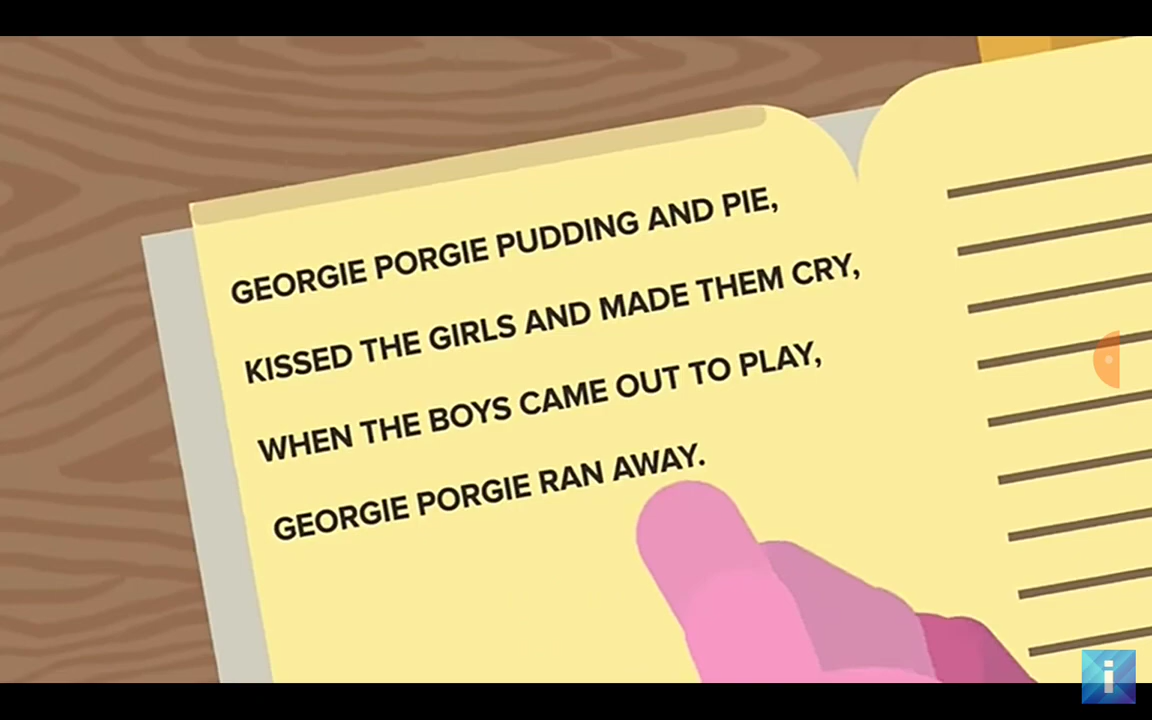 GEORGIE PORGIE PUDDING AND PIE,
KISSED THE GIRLS AND MADE THEM CRY,
WHEN THE BOYS CAME OUT TO PLAY,
GEORGIE PORGIE RAN AWAY.
i